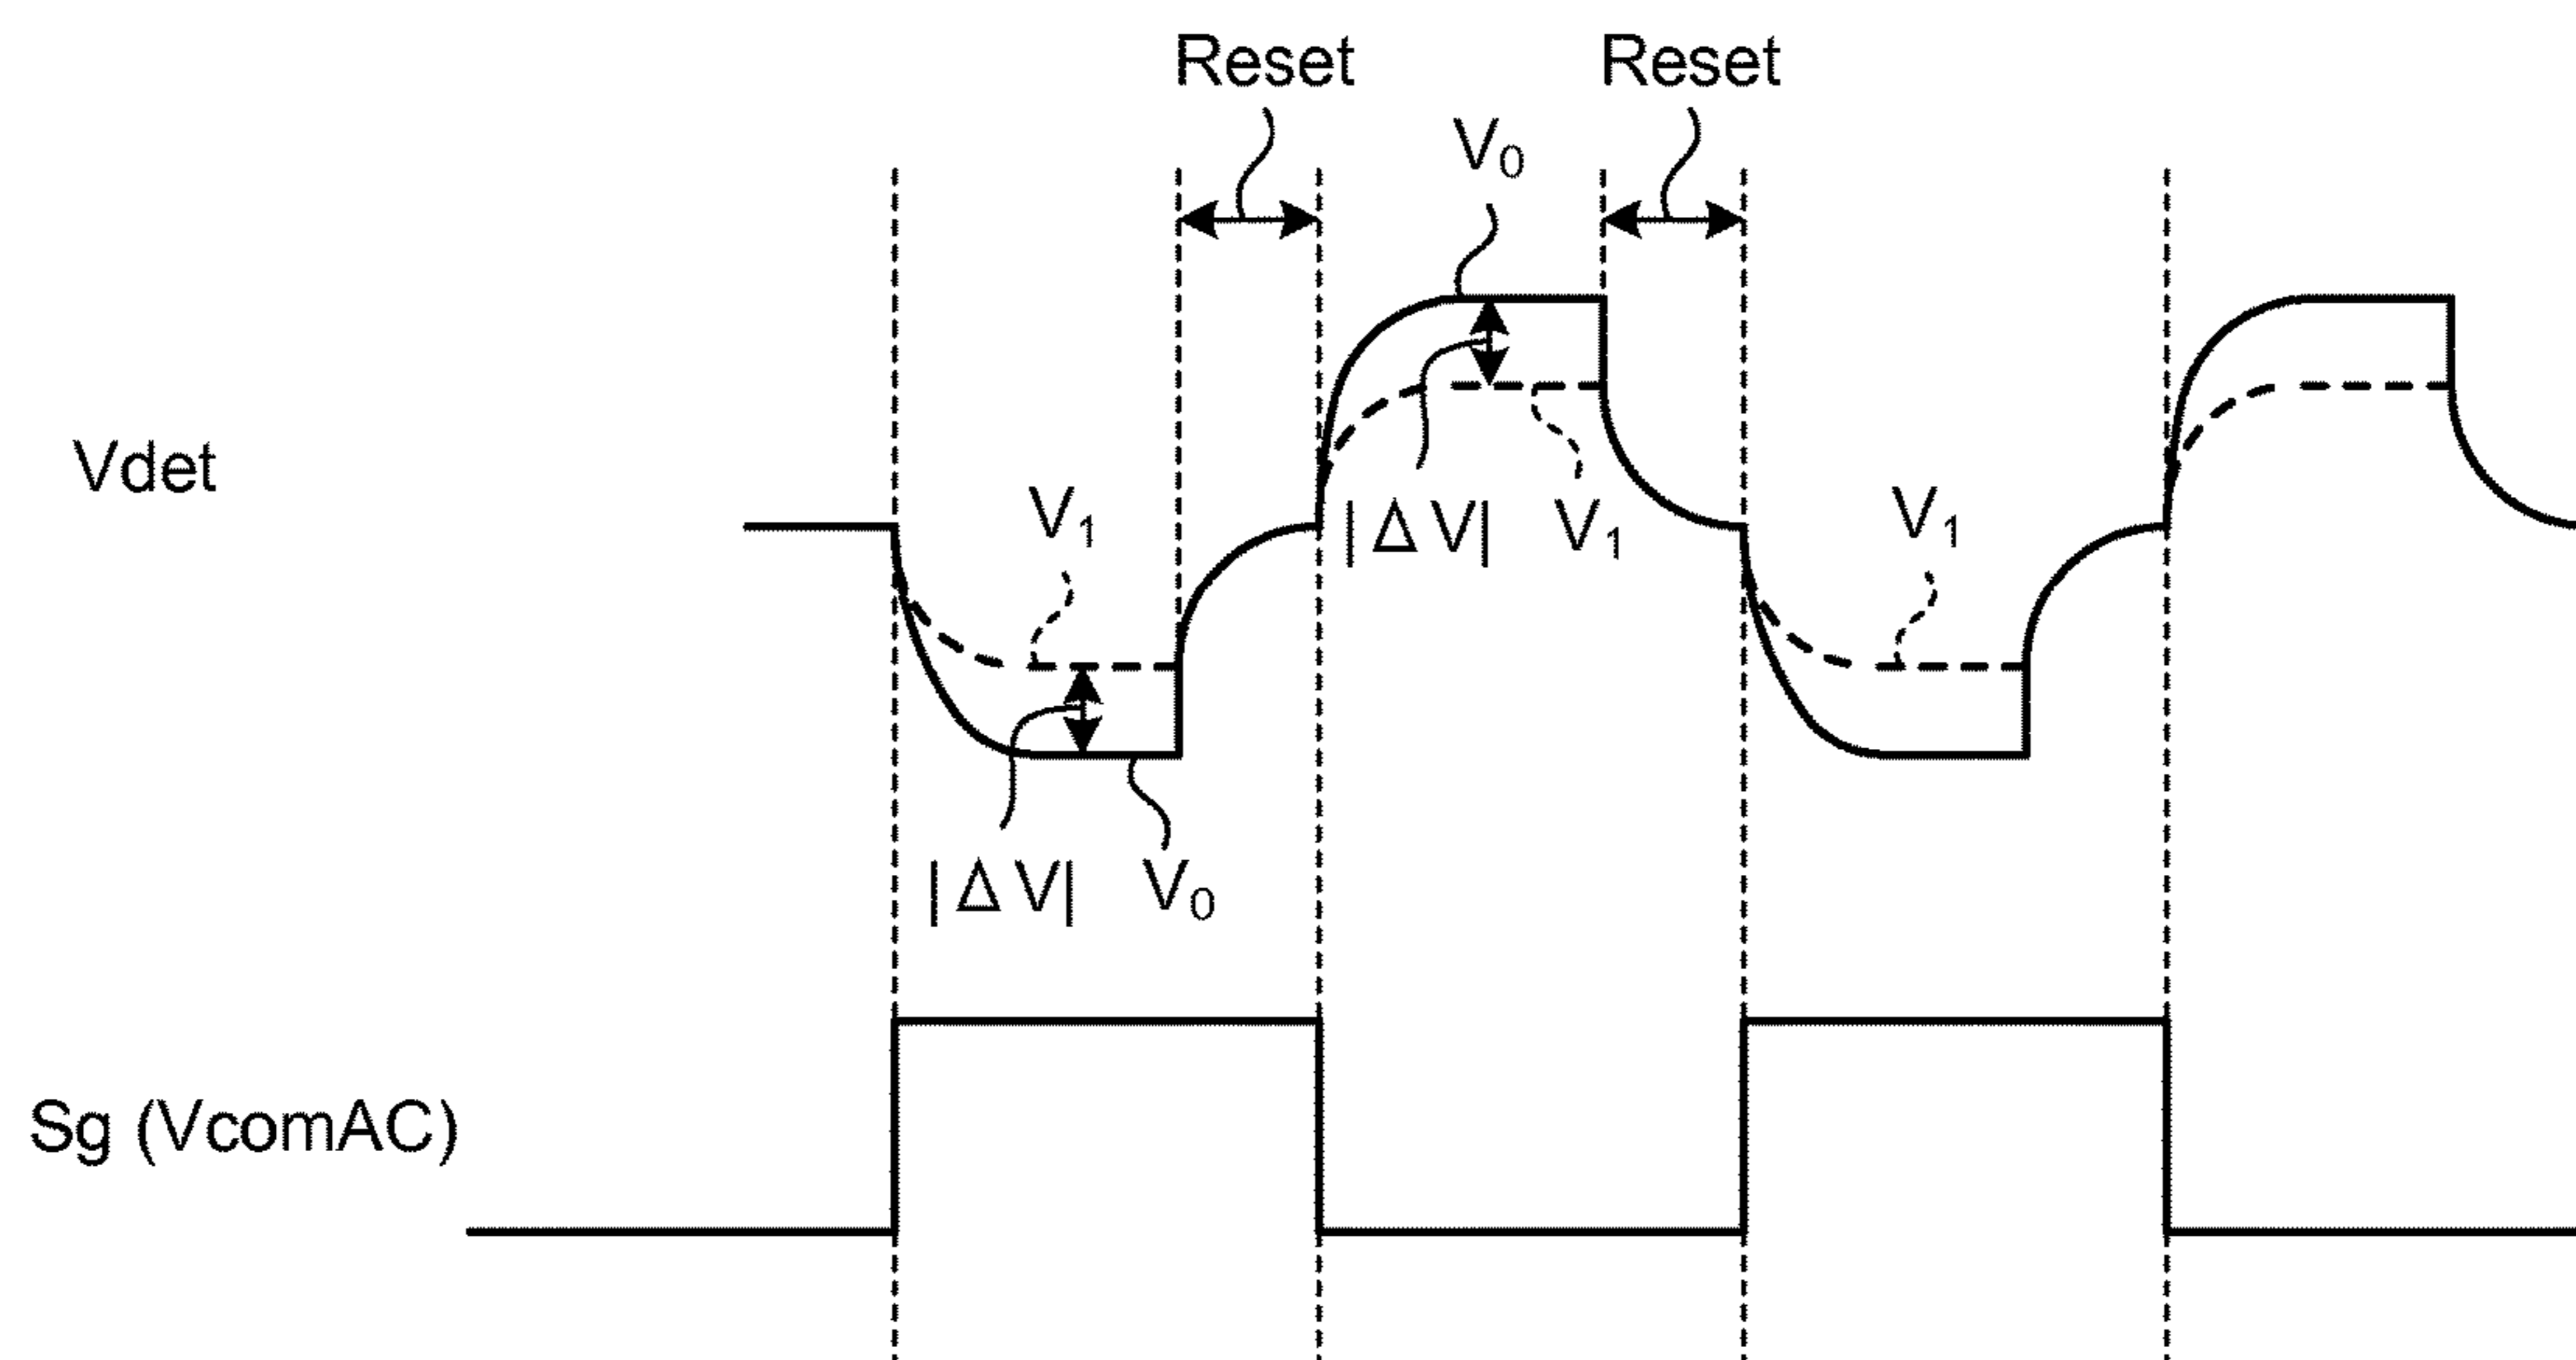 Reset
Reset
V₀
Vdet
V₁
|ΔV|
V₁
V₁
|ΔV|
V₀
Sg (VcomAC)